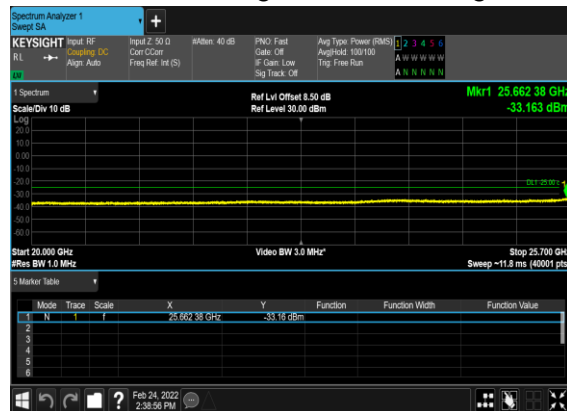 Spectrum Analyzer 1
Swept SA
+
KEYSIGHT Input: RF Input Z: 50 Ω #Atten: 40 dB PNO: Fast Avg Type: Power (RMS) 1 2 3 4 5 6
RL Coupling: DC Corr CCorr Gate: Off Avg|Hold: 100/100 A W W W W W
Align: Auto Freq Ref: Int (S) IF Gain: Low Trig: Free Run
LW Sig Track: Off A N N N N N
1 Spectrum Ref Lvl Offset 8.50 dB Mkr1 25.662 38 GHz
Scale/Div 10 dB Ref Level 30.00 dBm -33.163 dBm
Log
20.0
10.0
0.00
-10.0
-20.0 DL1 -25.00 1
-30.0
-40.0
-50.0
-60.0
Start 20.000 GHz Video BW 3.0 MHz* Stop 25.700 GHz
#Res BW 1.0 MHz Sweep ~11.8 ms (40001 pts
5 Marker Table
Mode Trace Scale X Y Function Function Width Function Value
1 N 1 f 25.662 38 GHz -33.16 dBm
2
3
4
5
6
? Feb 24, 2022
2:38:56 PM